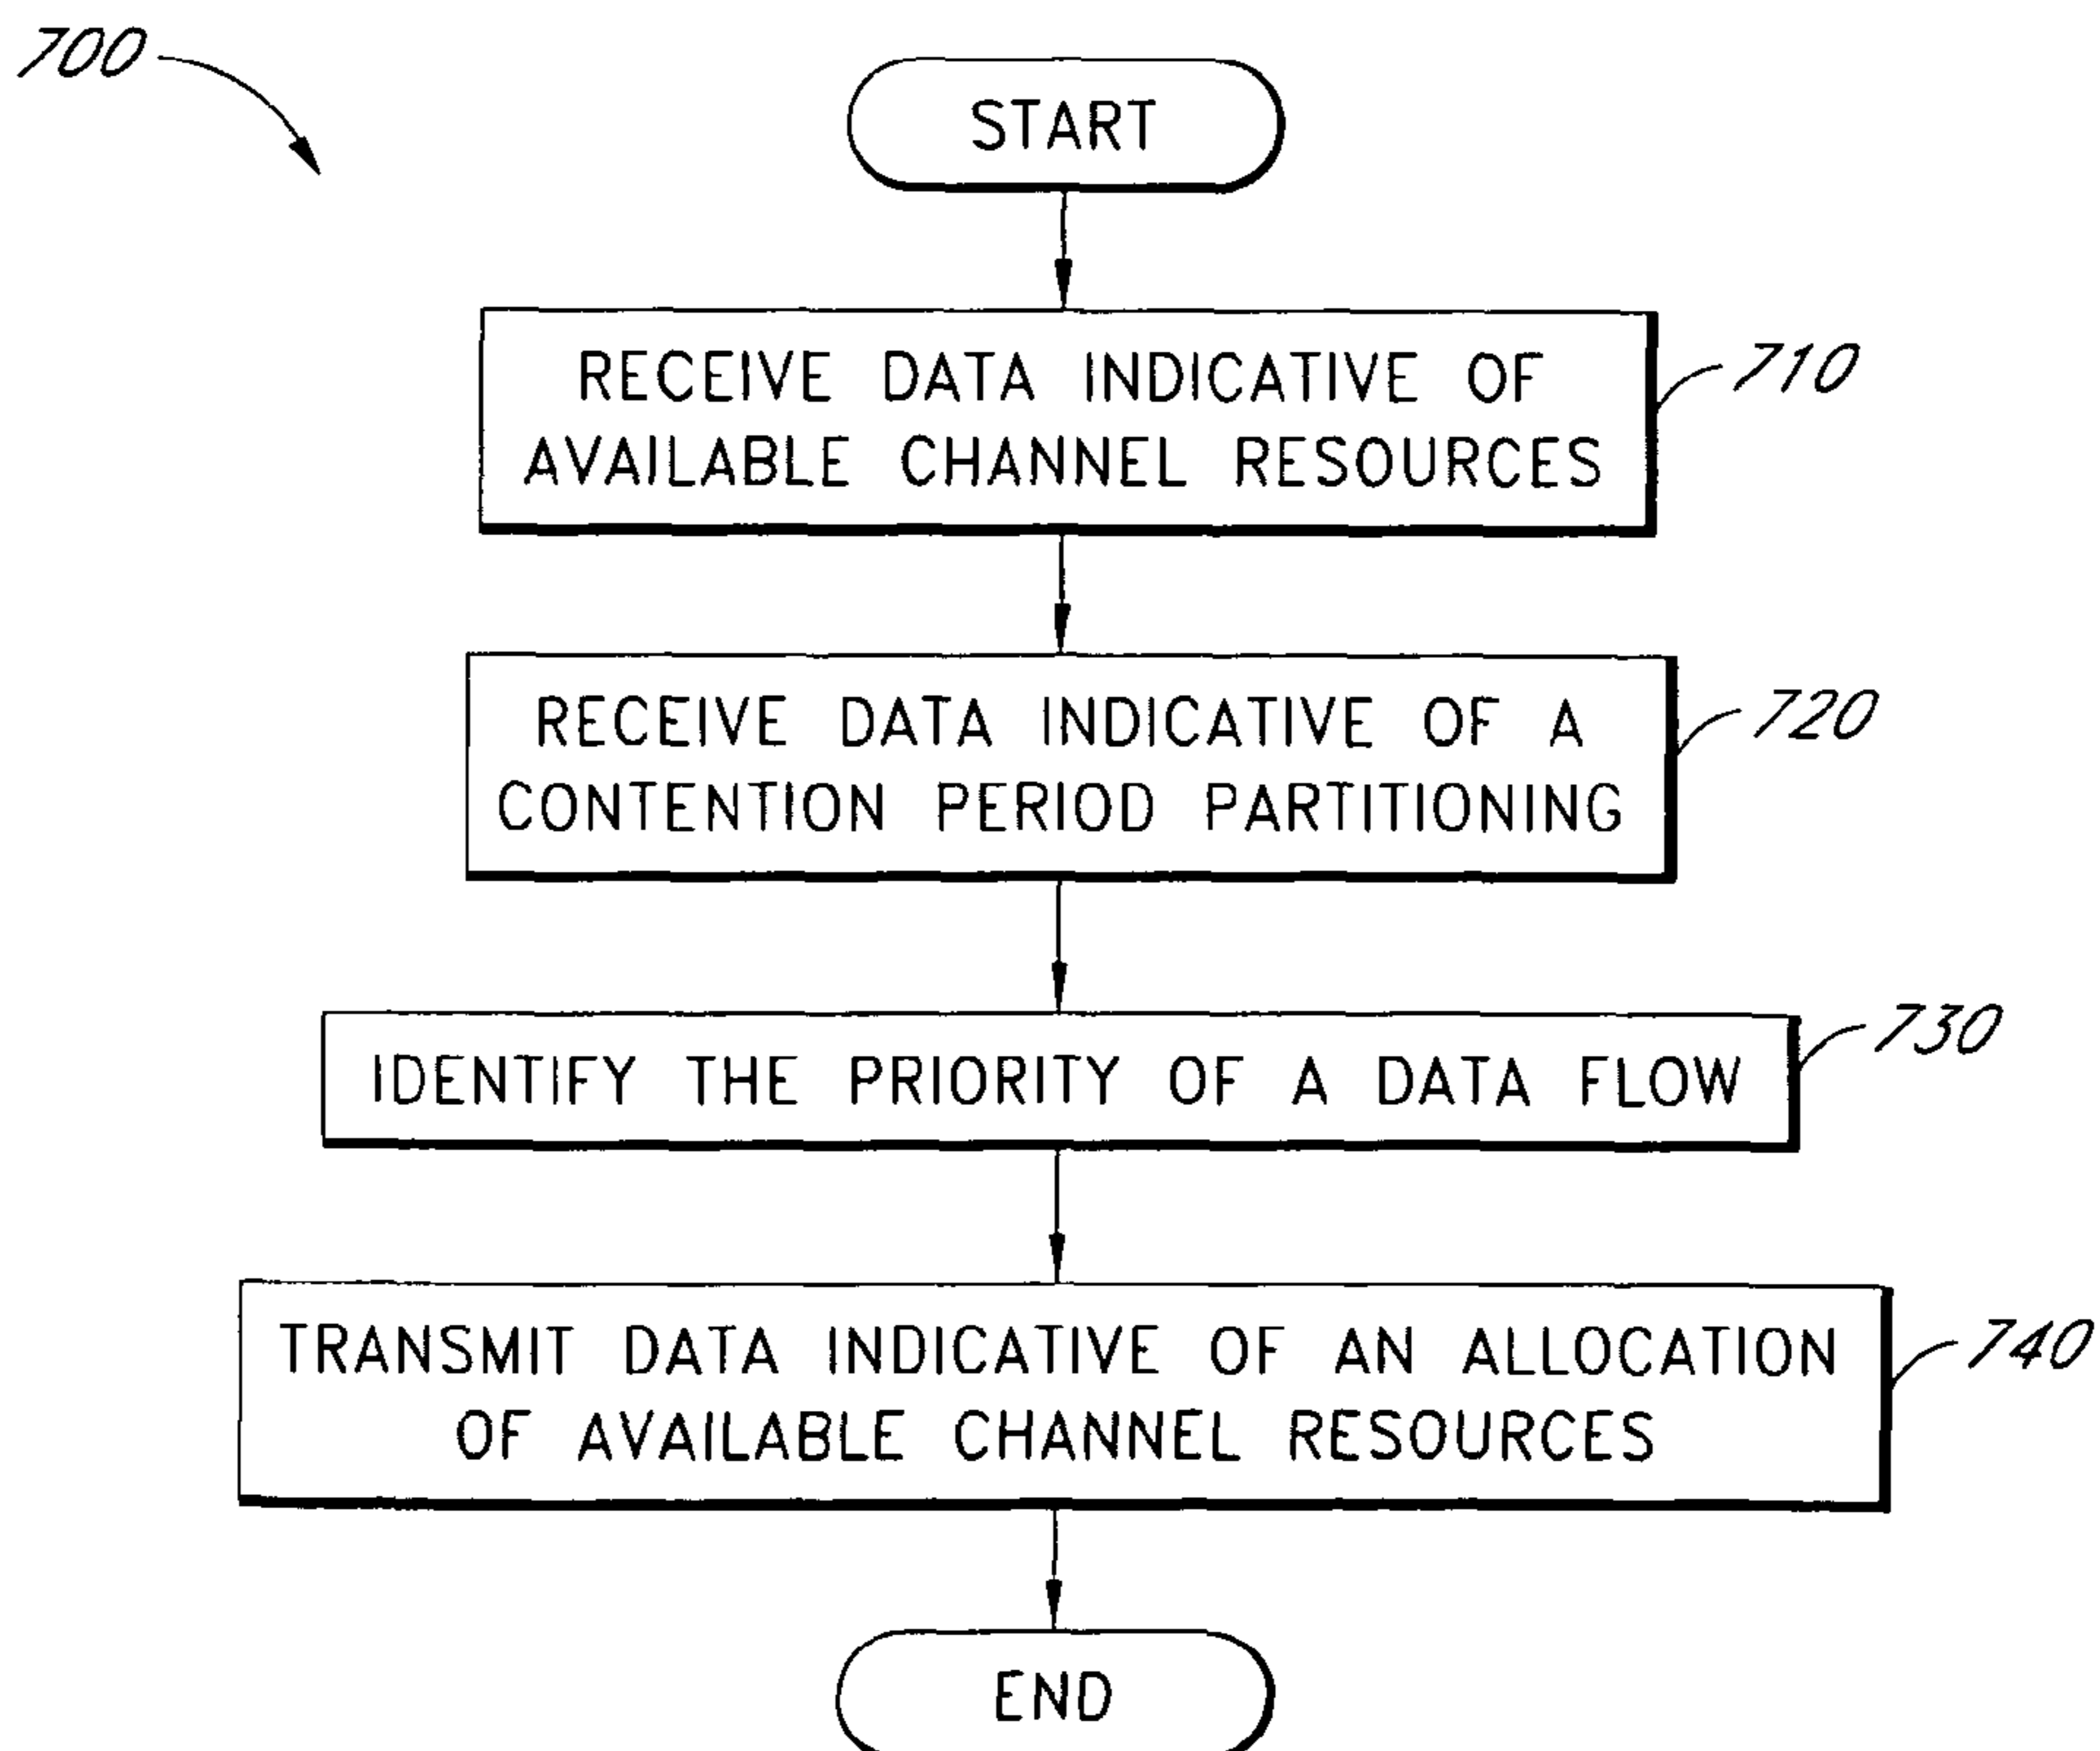 700
START
RECEIVE DATA INDICATIVE OF
AVAILABLE CHANNEL RESOURCES
710
RECEIVE DATA INDICATIVE OF A
CONTENTION PERIOD PARTITIONING
720
IDENTIFY THE PRIORITY OF A DATA FLOW
730
TRANSMIT DATA INDICATIVE OF AN ALLOCATION
OF AVAILABLE CHANNEL RESOURCES
740
END